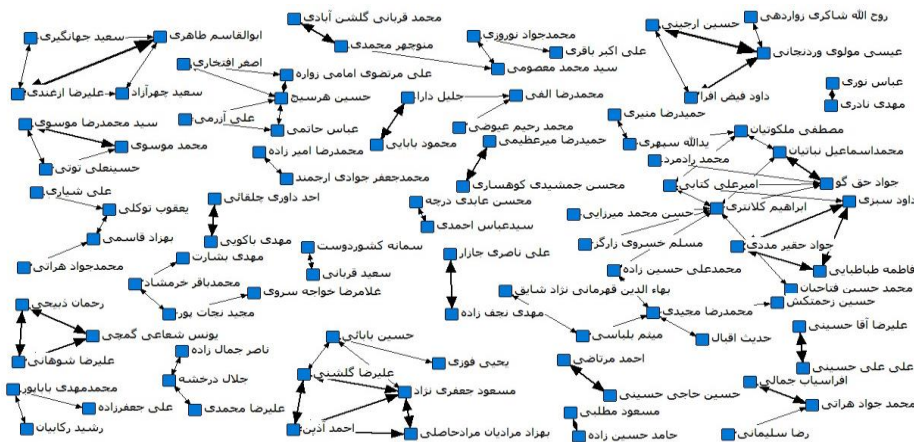 محمد قربانی گلشن آبادی
روح الله شاکری زواردهی
سعید جهانگیری
ابوالقاسم طاهری
منوچهر محمدی
محمدجواد نوروزی
حسین ارجینی
علی اکبر باقری
عیسی مولوی وردنجانی
اصغر افتخاری
سید محمد معصومی
علی مرتضوی امامی زواره
عباس نوری
علیرضا ازغندی
سعید چهرآزاد
حسین هرسیج
جلیل دارا
محمدرضا الفی
داود فیض افرا
مهدی نادری
علی آزرمی
حمیدرضا منیری
سید محمدرضا موسوی
عباس حاتمی
محمد رحیم عیوضی
مصطفی ملکوتیان
محمود بابایی
حمیدرضا میرعظیمی
یدالله سپهری
محمد موسوی
محمدرضا امیر زاده
محمداسماعیل نباتیان
محمد رادمرد
حسینعلی توتی
محمدجعفر جوادی ارجمند
محسن جمشیدی کوهساری
امیرعلی کتابی
جواد حق گو
علی شیاری
احد داوری چلقائی
محسن عابدی درچه
داود سبزی
یعقوب توکلی
حسن محمد میرزایی
ابراهیم کلانتری
سیدعباس احمدی
بهزاد قاسمی
مهدی باکویی
سمانه کشوردوست
مسلم خسروی زارگز
جواد حقیر مددی
علی ناصری جازار
مهدی بشارت
محمدجواد هراتی
سعید قربانی
محمدعلی حسین زاده
فاطمه طباطبایی
محمدباقر خرمشاد
غلامرضا خواجه سروی
بهاء الدین قهرمانی نژاد شایق
محمد حسین فتاحیان
رحمان ذبیحی
مجید نجات پور
مهدی نجف زاده
محمدرضا مجیدی
حسین زحمتکش
علیرضا آقا حسینی
یونس شعاعی گمچی
حسین بابائی
میثم بلباسی
حدیث اقبال
ناصر جمال زاده
علیرضا شوهانی
یحیی فوزی
احمد مرتاضی
علی علی حسینی
علیرضا گلشنی
جلال درخشه
افراسیاب جمالی
محمدمهدی باباپور
مسعود جعفری نژاد
حسین حاجی حسینی
علی جعفرزاده
علیرضا محمدی
محمد جواد هراتی
مسعود مطلبی
رشید رکابیان
احمد آذین
بهزاد مرادیان مرادحاصلی
حامد حسین زاده
رضا سلیمانی